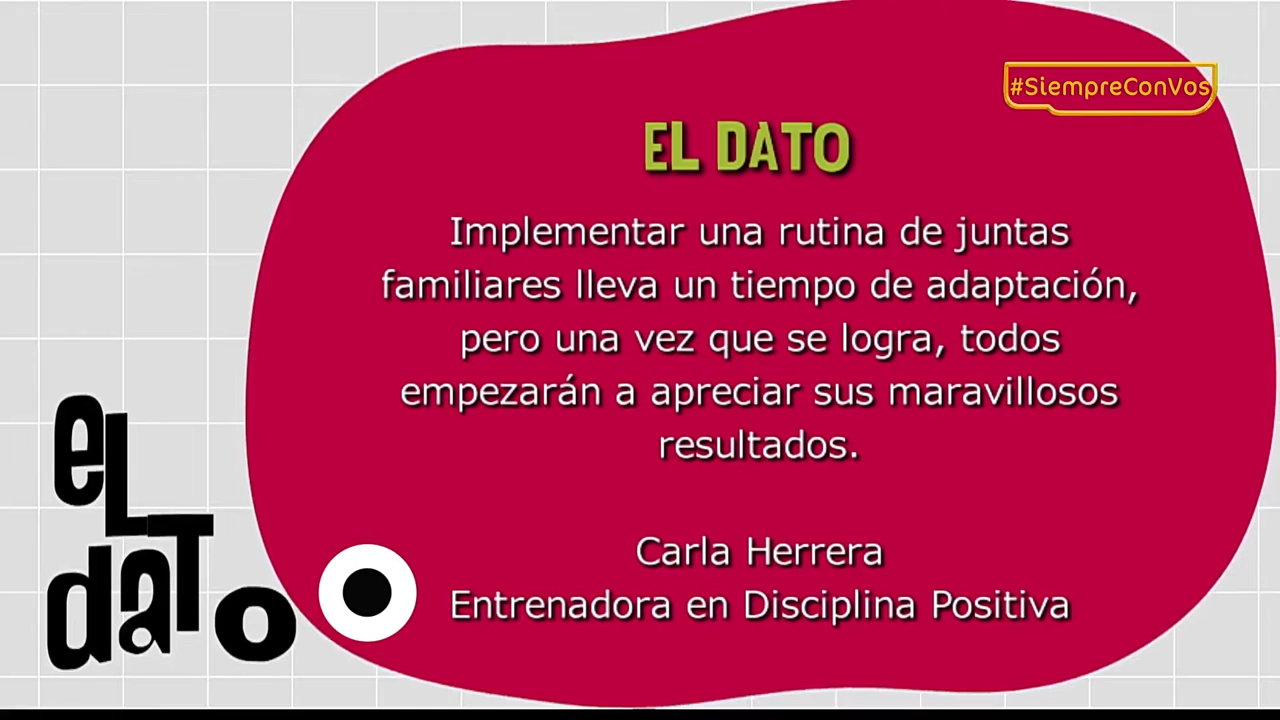 #SiempreConVos
EL DATO
Implementar una rutina de juntas
familiares lleva un tiempo de adaptación,
pero una vez que se logra, todos
empezarán a apreciar sus maravillosos
resultados.
Carla Herrera
Entrenadora en Disciplina Positiva
eL
daTo